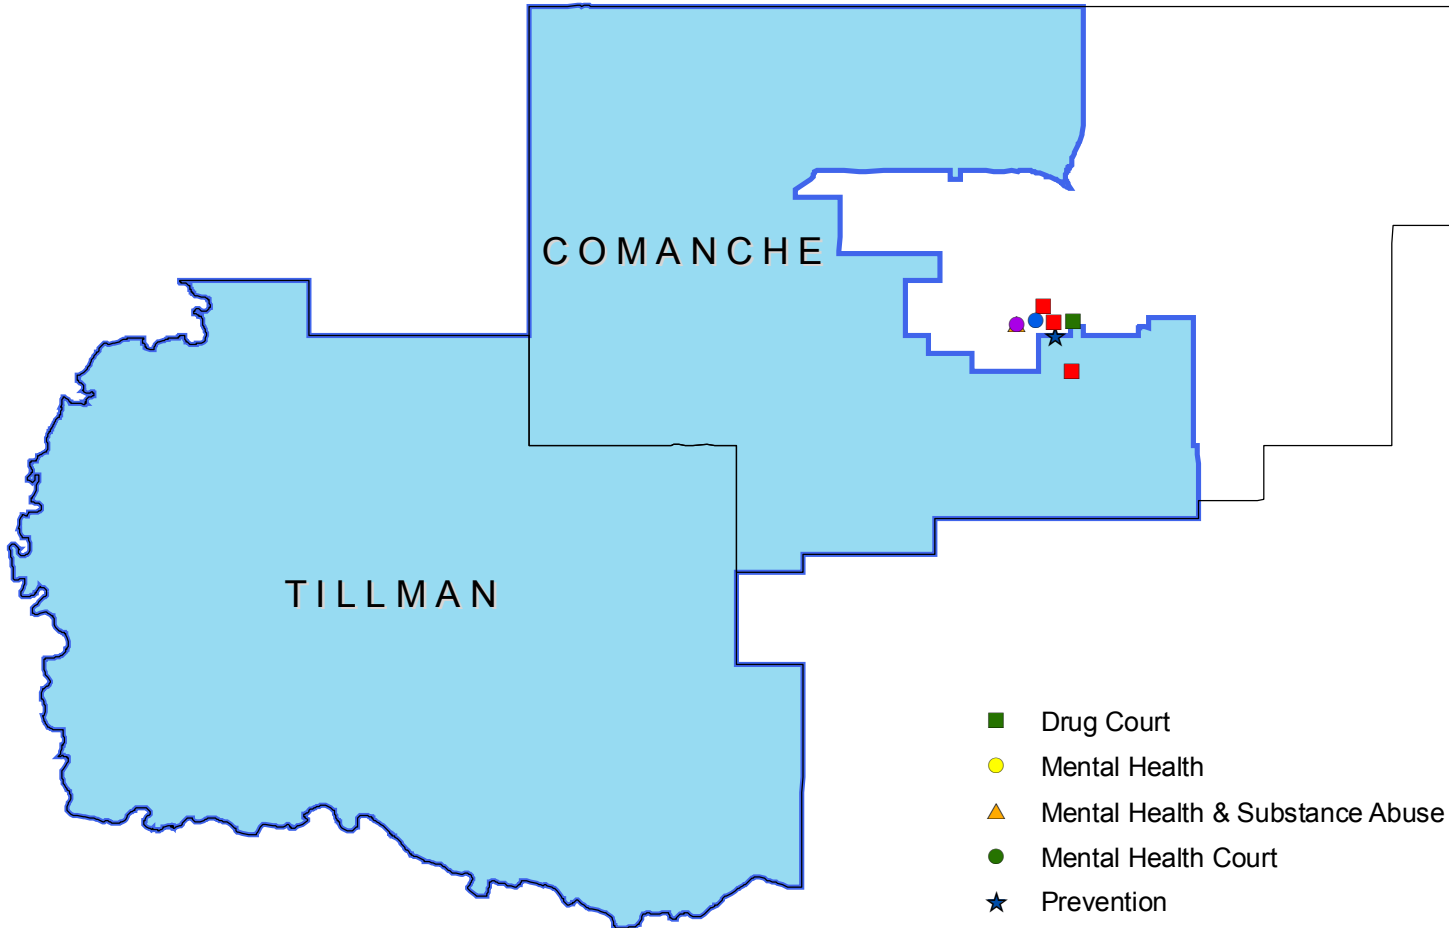 COMANCHE
TILLMAN
Drug Court
Mental Health
Mental Health & Substance Abuse
Mental Health Court
Prevention